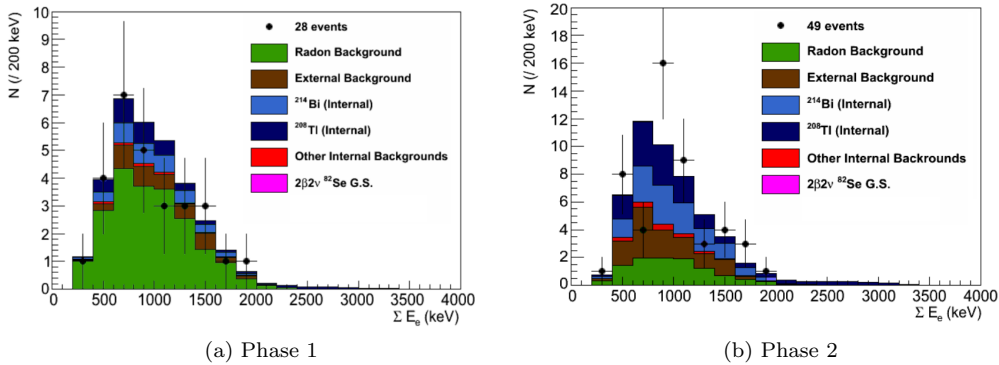 N (/ 200 keV)
10
9
8
7
6
5
4
3
2
1
0
28 events
Radon Background
External Background
²¹⁴Bi (Internal)
²⁰⁸Tl (Internal)
Other Internal Backgrounds
2β2ν ⁸²Se G.S.
500 1000 1500 2000 2500 3000 3500 4000
Σ Eₑ (keV)
(a) Phase 1
N (/ 200 keV)
20
18
16
14
12
10
8
6
4
2
0
49 events
Radon Background
External Background
²¹⁴Bi (Internal)
²⁰⁸Tl (Internal)
Other Internal Backrounds
2β2ν ⁸²Se G.S.
500 1000 1500 2000 2500 3000 3500 4000
Σ Eₑ (keV)
(b) Phase 2